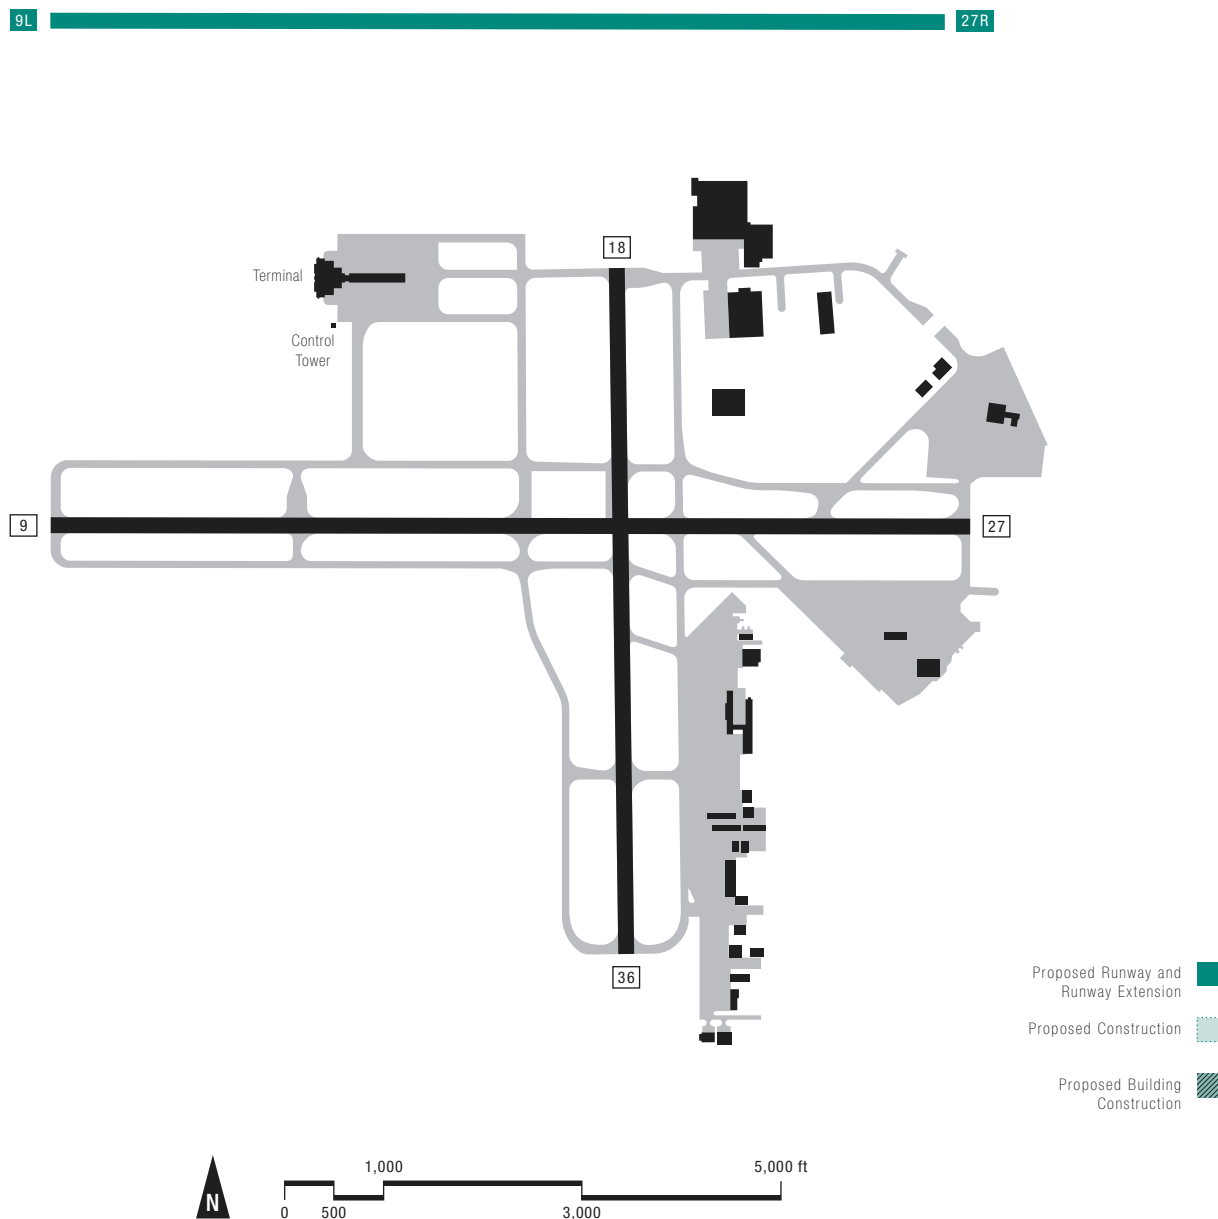 9L
27R
18
Terminal
Control
Tower
9
27
36
Proposed Runway and
Runway Extension
Proposed Construction
Proposed Building
Construction
N
1,000
5,000 ft
0
500
3,000